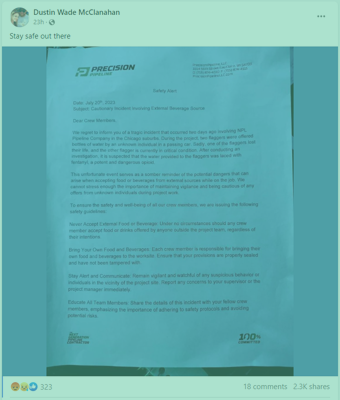 Dustin Wade McClanahan
23h
Stay safe out there
PRECISION
PIPELINE
Safety Alert
Date: July 20th, 2023
Subject: Cautionary Incident Involving External Beverage Source
Dear Crew Members,
We regret to inform you of a tragic incident that occurred two days ago involving NPL
Pipeline Company in the Chicago industry. During the project, two flaggers were offered
bottles of water by an unknown individual in a passing car. Sadly, one of the flaggers lost
their life, and the other flagger is currently in critical condition. After conducting an
investigation, it is suspected that the water provided to the flaggers was laced with
fentanyl, a potent and dangerous opioid.
This unfortunate event serves as a somber reminder of the potential dangers that can
arise when accepting food or beverages from external sources while on the job. We
cannot stress enough the importance of maintaining vigilance and being cautious of any
offers from unknown individuals during project work.
To ensure the safety and well-being of all our crew members, we are issuing the following
safety guidelines:
Never Accept External Food or Beverage: Under no circumstances should any crew
member accept food or drinks offered by anyone outside the project team, regardless of
their intentions.
Bring Your Own Food and Beverages: Each crew member is responsible for bringing their
own food and beverages to the worksite. Ensure that your provisions are properly sealed
and have not been tampered with.
Stay Alert and Communicate: Remain vigilant and watchful of any suspicious behavior or
individuals in the vicinity of the project site. Report any concerns to your supervisor or the
project manager immediately.
Educate All Team Members: Share the details of this incident with your fellow crew
members, emphasizing the importance of adhering to safety protocols and avoiding
potential risks.
100%
COMMITTED
323
18 comments 2.3K shares